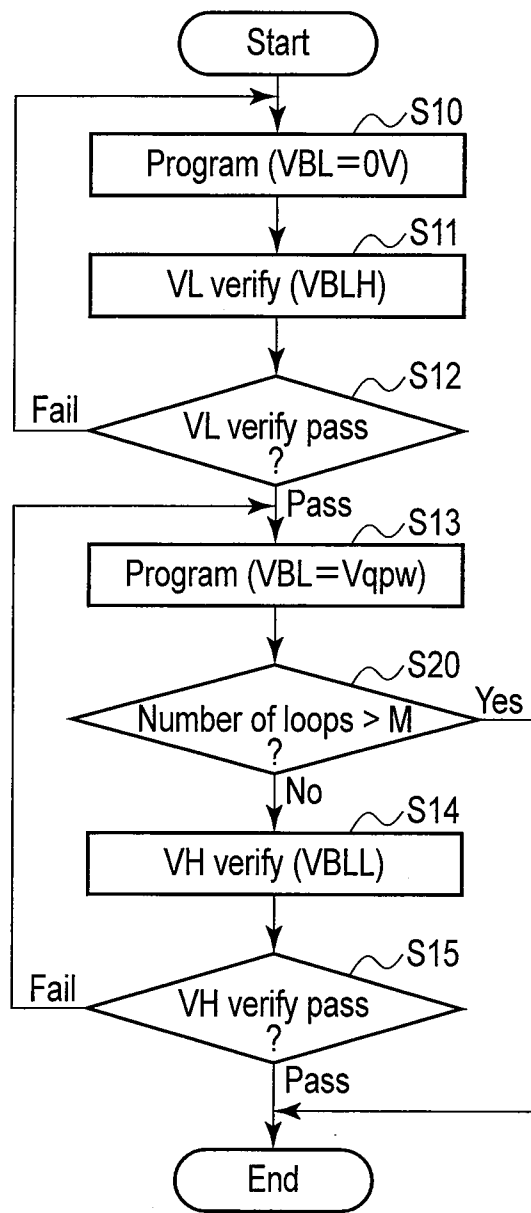 Start
S10
Program (VBL=0V)
S11
VL verify (VBLH)
S12
Fail
VL verify pass
?
Pass
S13
Program (VBL=Vqpw)
S20
Yes
Number of loops > M
?
No
S14
VH verify (VBLL)
S15
Fail
VH verify pass
?
Pass
End